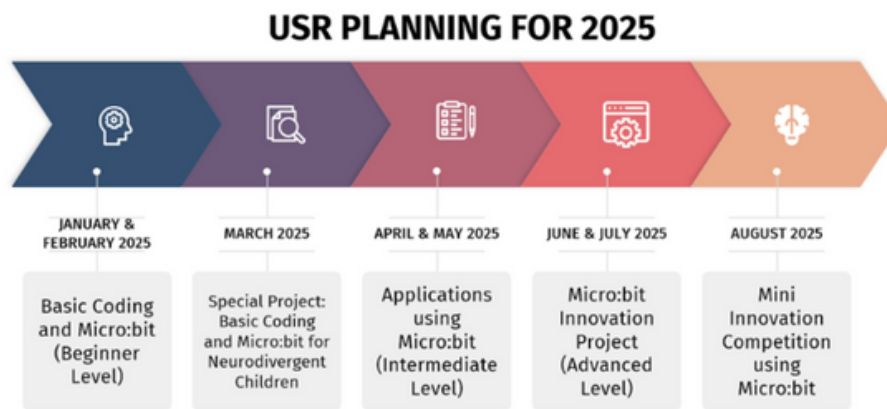 USR PLANNING FOR 2025
JANUARY &
FEBRUARY 2025
MARCH 2025
APRIL & MAY 2025
JUNE & JULY 2025
AUGUST 2025
Basic Coding
and Micro:bit
(Beginner
Level)
Special Project:
Basic Coding
and Micro:bit for
Neurodivergent
Children
Applications
using
Micro:bit
(Intermediate
Level)
Micro:bit
Innovation
Project
(Advanced
Level)
Mini
Innovation
Competition
using
Micro:bit